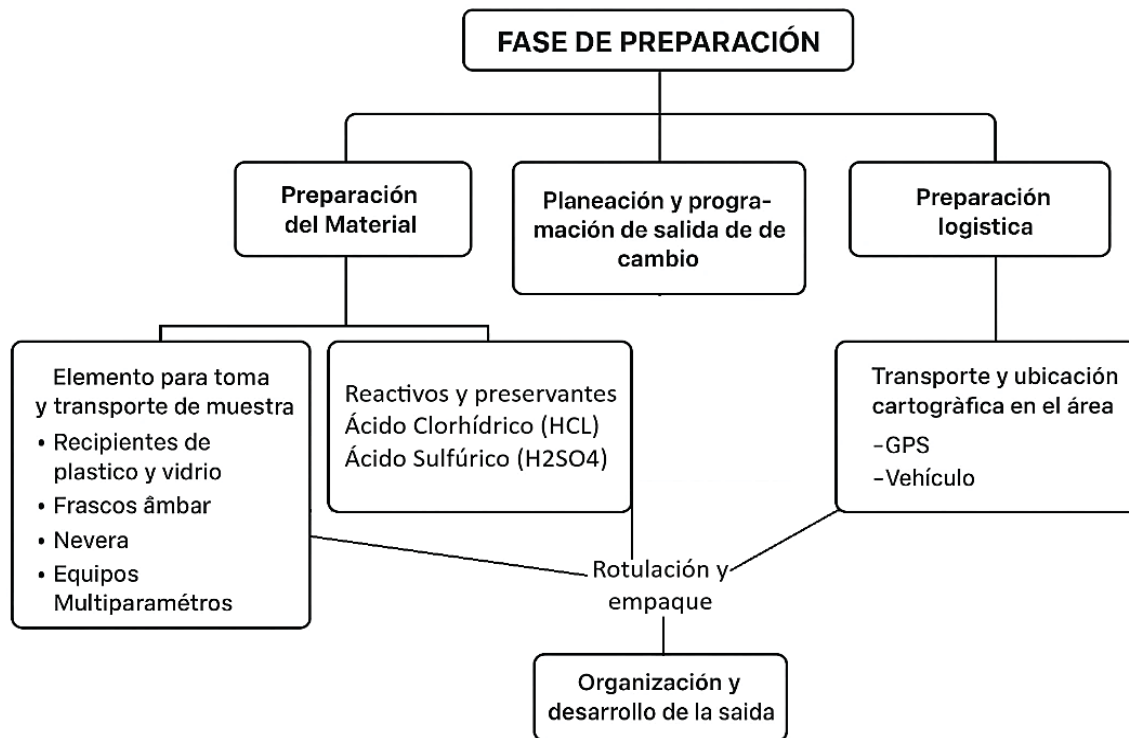 FASE DE PREPARACIÓN
Preparación
del Material
Planeación y progra-
mación de salida de de
cambio
Preparación
logistica
Elemento para toma
y transporte de muestra
• Recipientes de
plastico y vidrio
• Frascos âmbar
• Nevera
• Equipos
Multiparamétros
Reactivos y preservantes
Ácido Clorhídrico (HCL)
Ácido Sulfúrico (H2SO4)
Transporte y ubicación
cartogràfica en el área
-GPS
-Vehículo
Rotulación y
empaque
Organización y
desarrollo de la saida